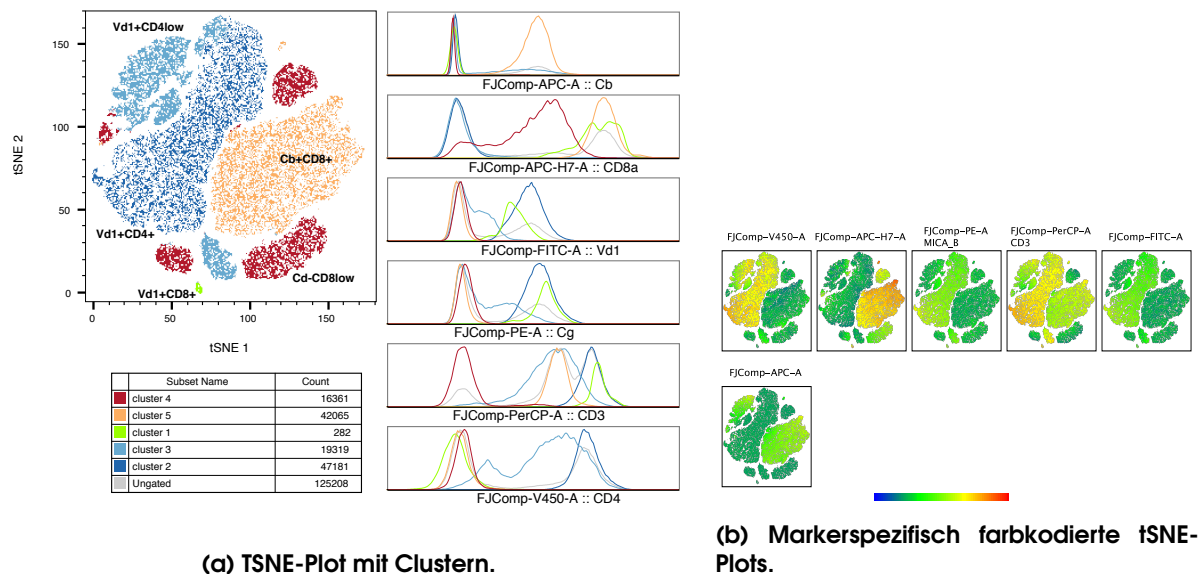 150
100
50
0
tSNE 2
Vd1+CD4low
Cb+CD8+
Vd1+CD4+
Cd-CD8low
Vd1+CD8+
0
50
100
150
tSNE 1
Subset Name Count
cluster 4 16361
cluster 5 42065
cluster 1 282
cluster 3 19319
cluster 2 47181
Ungated 125208
FJComp-APC-A :: Cb
FJComp-APC-H7-A :: CD8a
FJComp-FITC-A :: Vd1
FJComp-PE-A :: Cg
FJComp-PerCP-A :: CD3
FJComp-V450-A :: CD4
(a) TSNE-Plot mit Clustern.
FJComp-V450-A
FJComp-APC-H7-A
FJComp-PE-A
MICA_B
FJComp-PerCP-A
CD3
FJComp-FITC-A
FJComp-APC-A
(b) Markerspezifisch farbkodierte tSNE-
Plots.